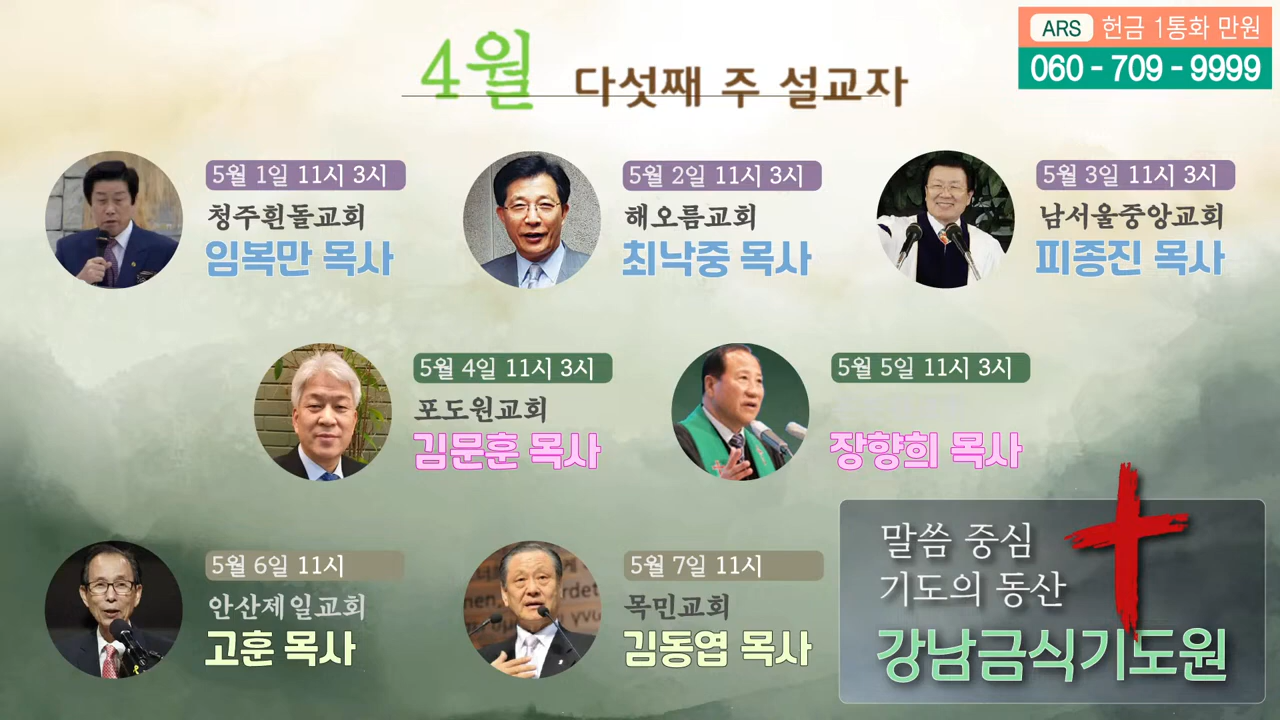 ARS 헌금 1통화 만원
060 - 709 - 9999
4월 다섯째 주 설교자
5월 1일 11시 3시
청주흰돌교회
임복만 목사
5월 2일 11시 3시
해오름교회
최낙중 목사
5월 3일 11시 3시
남서울중앙교회
피종진 목사
5월 4일 11시 3시
포도원교회
김문훈 목사
5월 5일 11시 3시
장향희 목사
5월 6일 11시
안산제일교회
고훈 목사
5월 7일 11시
목민교회
김동엽 목사
말씀 중심
기도의 동산
강남금식기도원